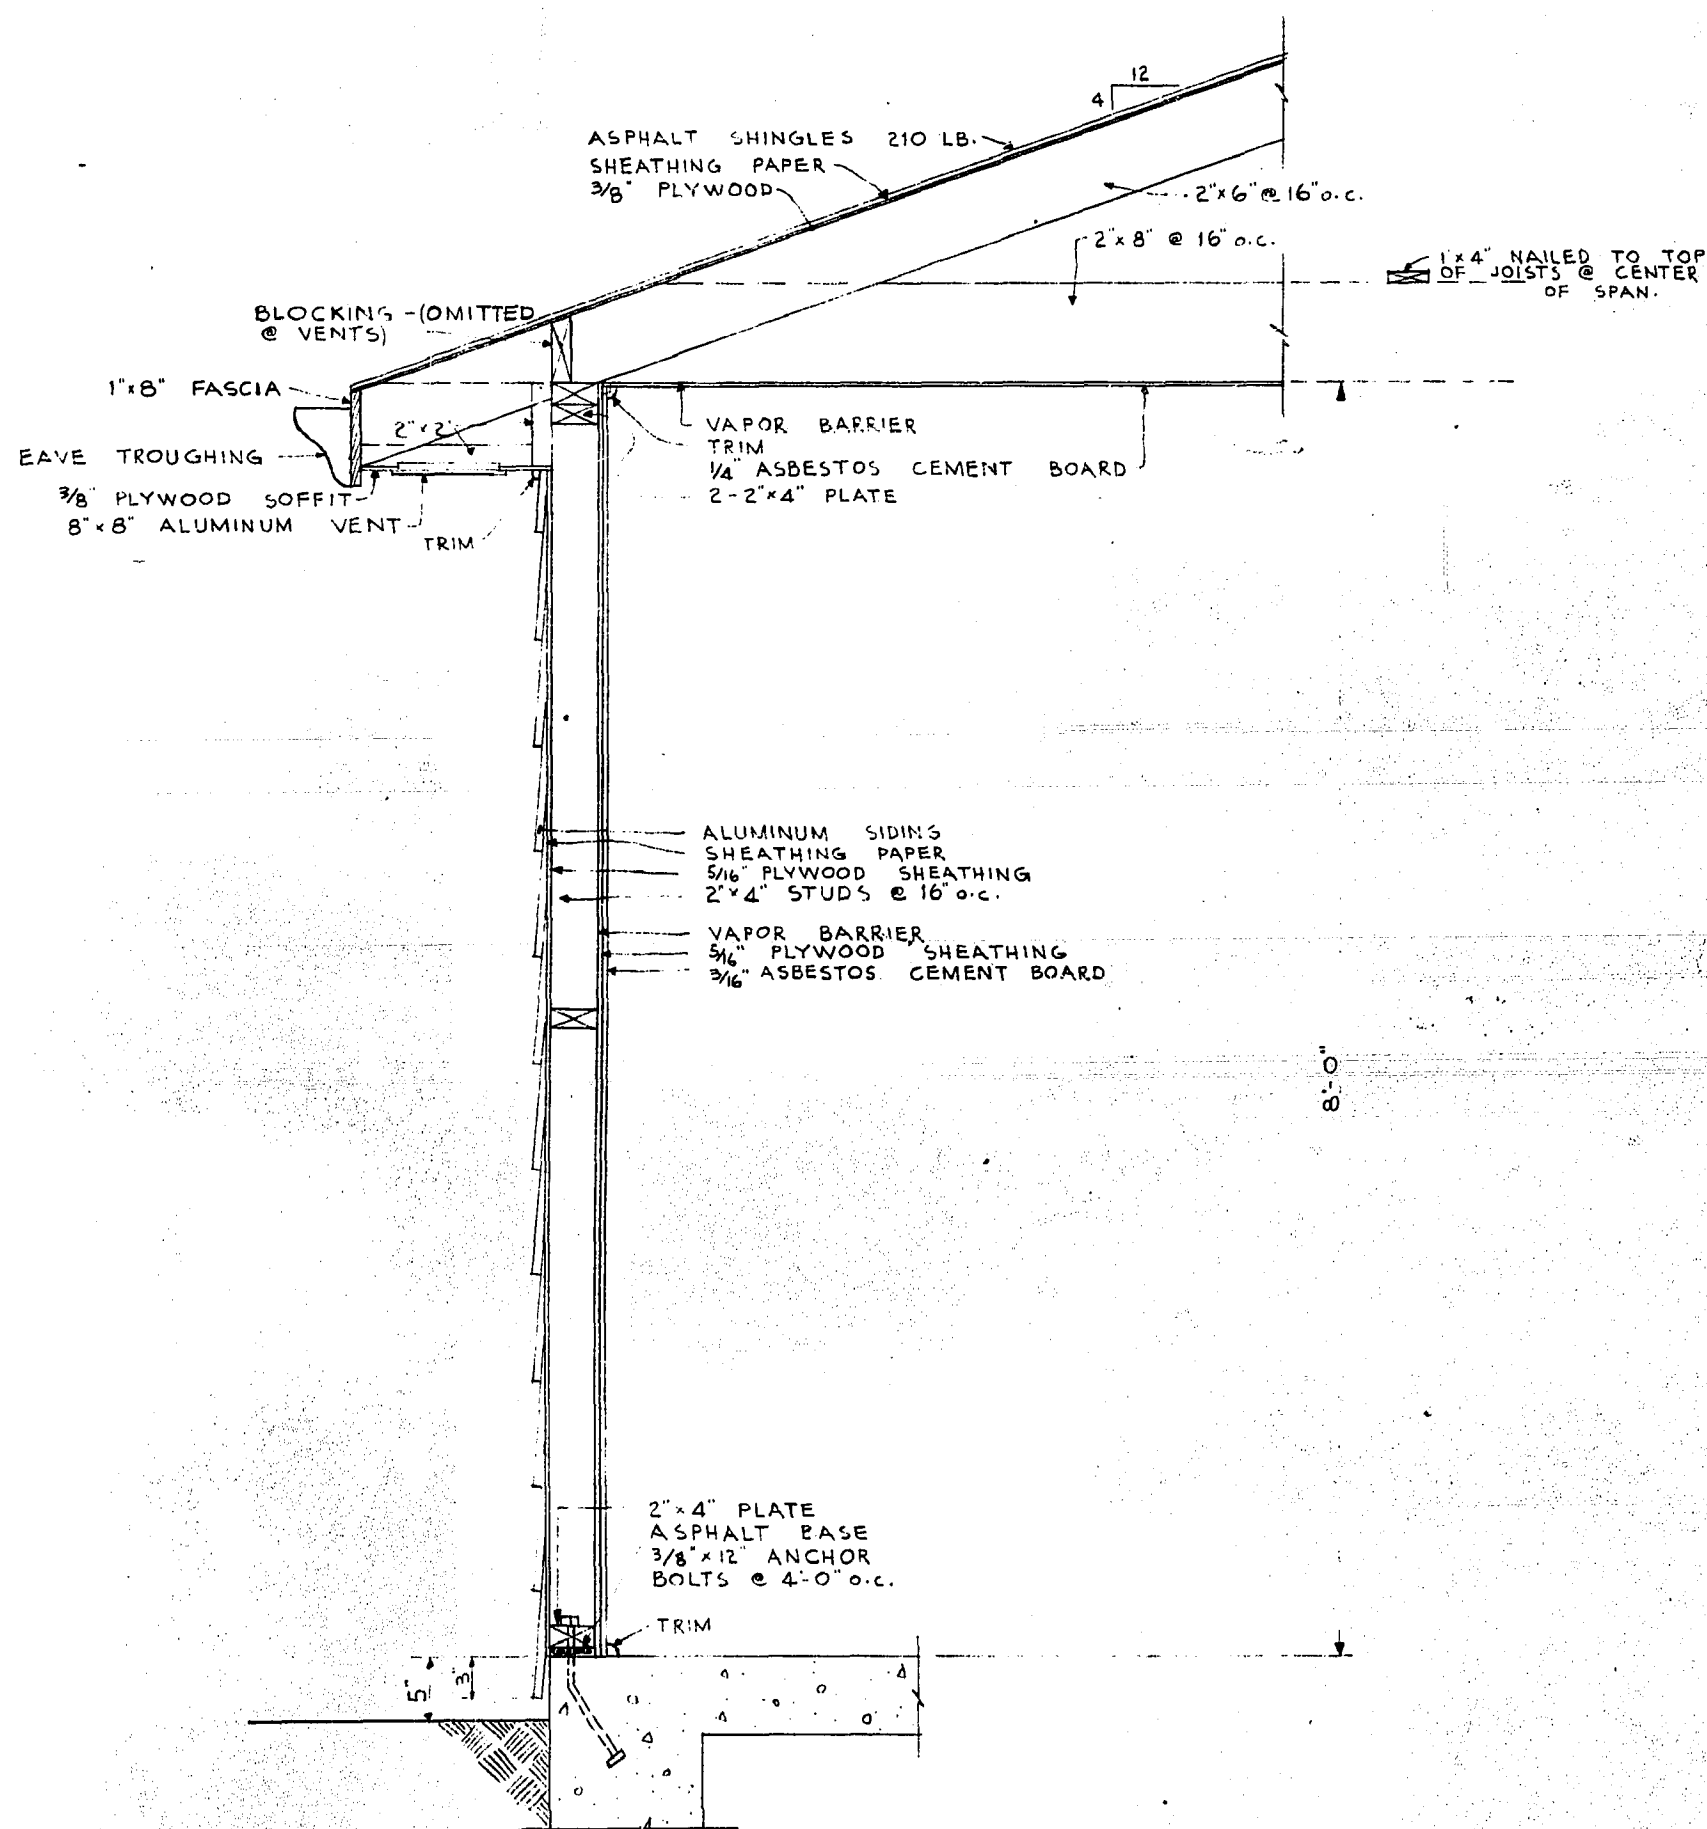 12
4
ASPHALT SHINGLES 210 LB.
SHEATHING PAPER
3/8" PLYWOOD
2"x6" @ 16" o.c.
2"x8" @ 16" o.c.
1"x4" NAILED TO TOP
OF JOISTS @ CENTER
OF SPAN.
BLOCKING - (OMITTED
@ VENTS)
1"x8" FASCIA
2"x2"
EAVE TROUGHING
3/8" PLYWOOD SOFFIT
8"x8" ALUMINUM VENT
TRIM
VAPOR BARRIER
TRIM
1/4" ASBESTOS CEMENT BOARD
2-2"x4" PLATE
ALUMINUM SIDING
SHEATHING PAPER
5/16" PLYWOOD SHEATHING
2"x4" STUDS @ 16" o.c.
VAPOR BARRIER
5/16" PLYWOOD SHEATHING
3/16" ASBESTOS CEMENT BOARD
8'-0"
2"x4" PLATE
ASPHALT BASE
3/8"x12" ANCHOR
BOLTS @ 4'-0" o.c.
TRIM
5"
3"